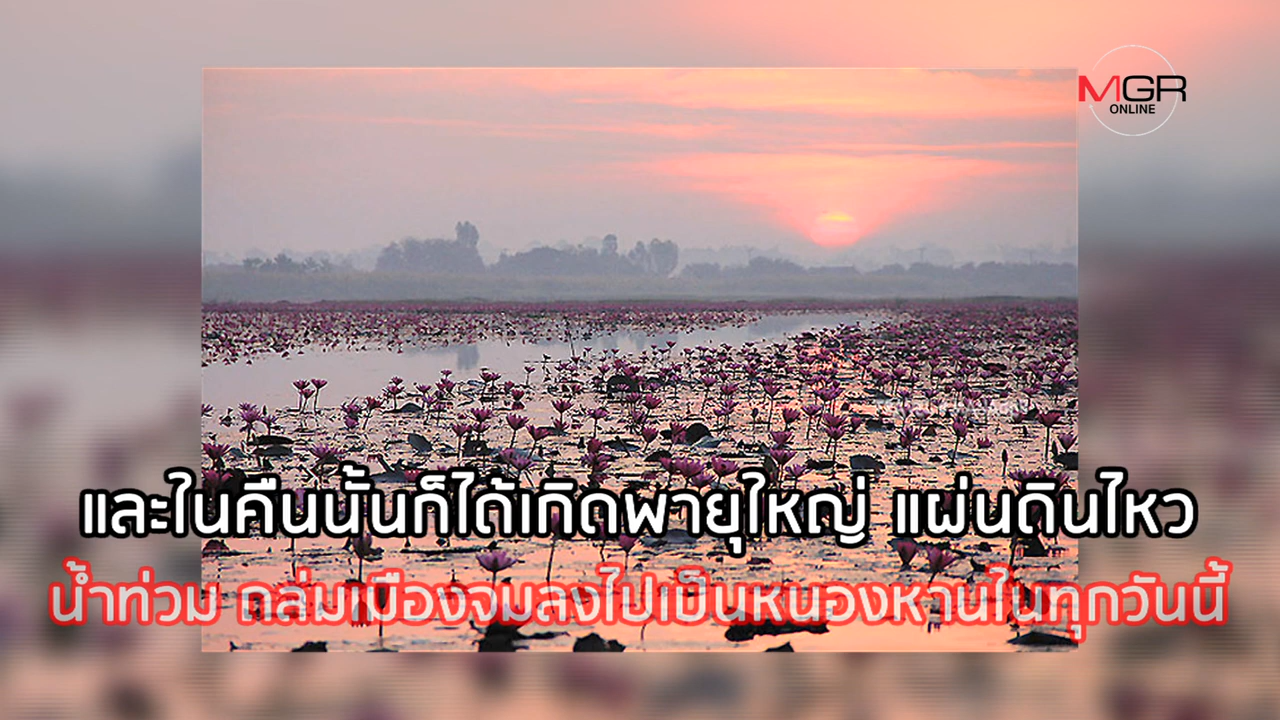 MGR
ONLINE
และในคืนนั้นก็ได้เกิดพายุใหญ่ แผ่นดินไหว
น้ำท่วม ถล่มเมืองจมลงไปเป็นหนองหานในทุกวันนี้